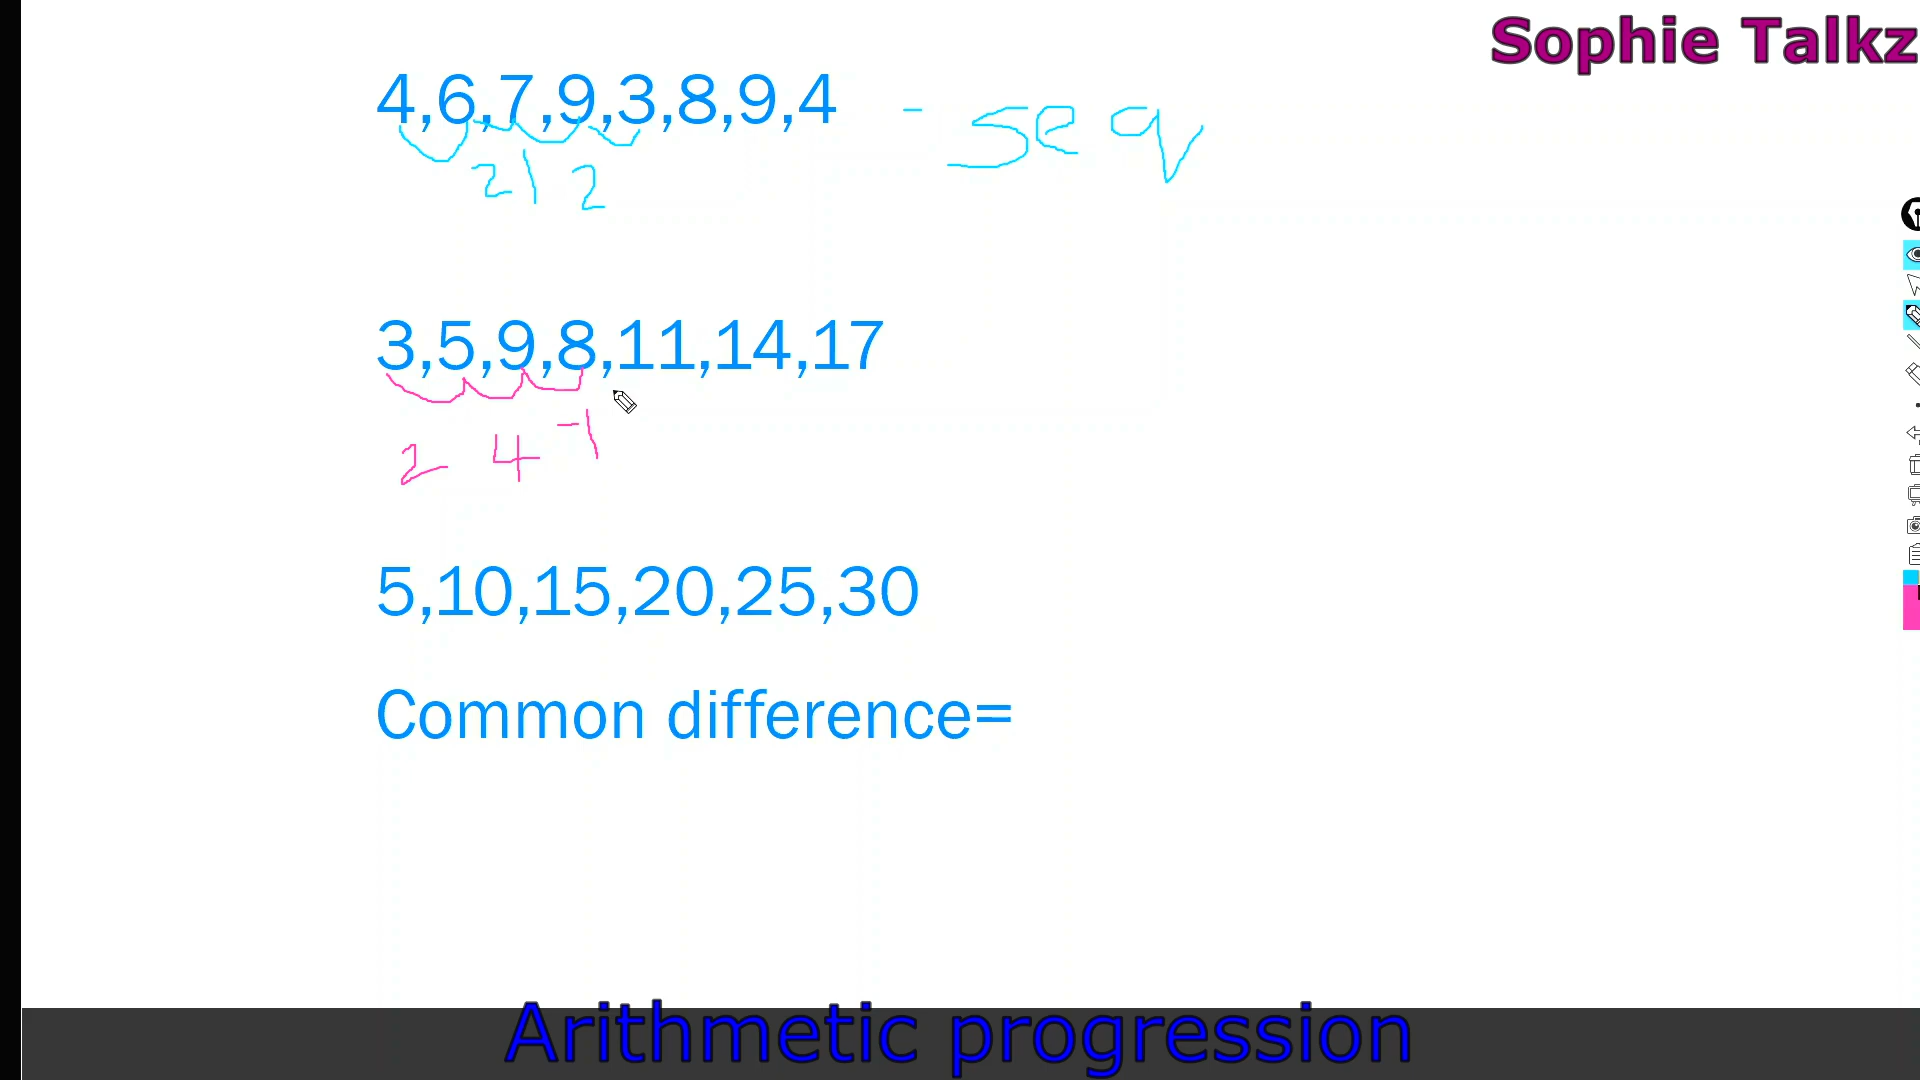 Sophie Talkz
4,6,7,9,3,8,9,4 - seq
2 1 2
3,5,9,8,11,14,17
2 4 -1
5,10,15,20,25,30
Common difference=
Arithmetic progression